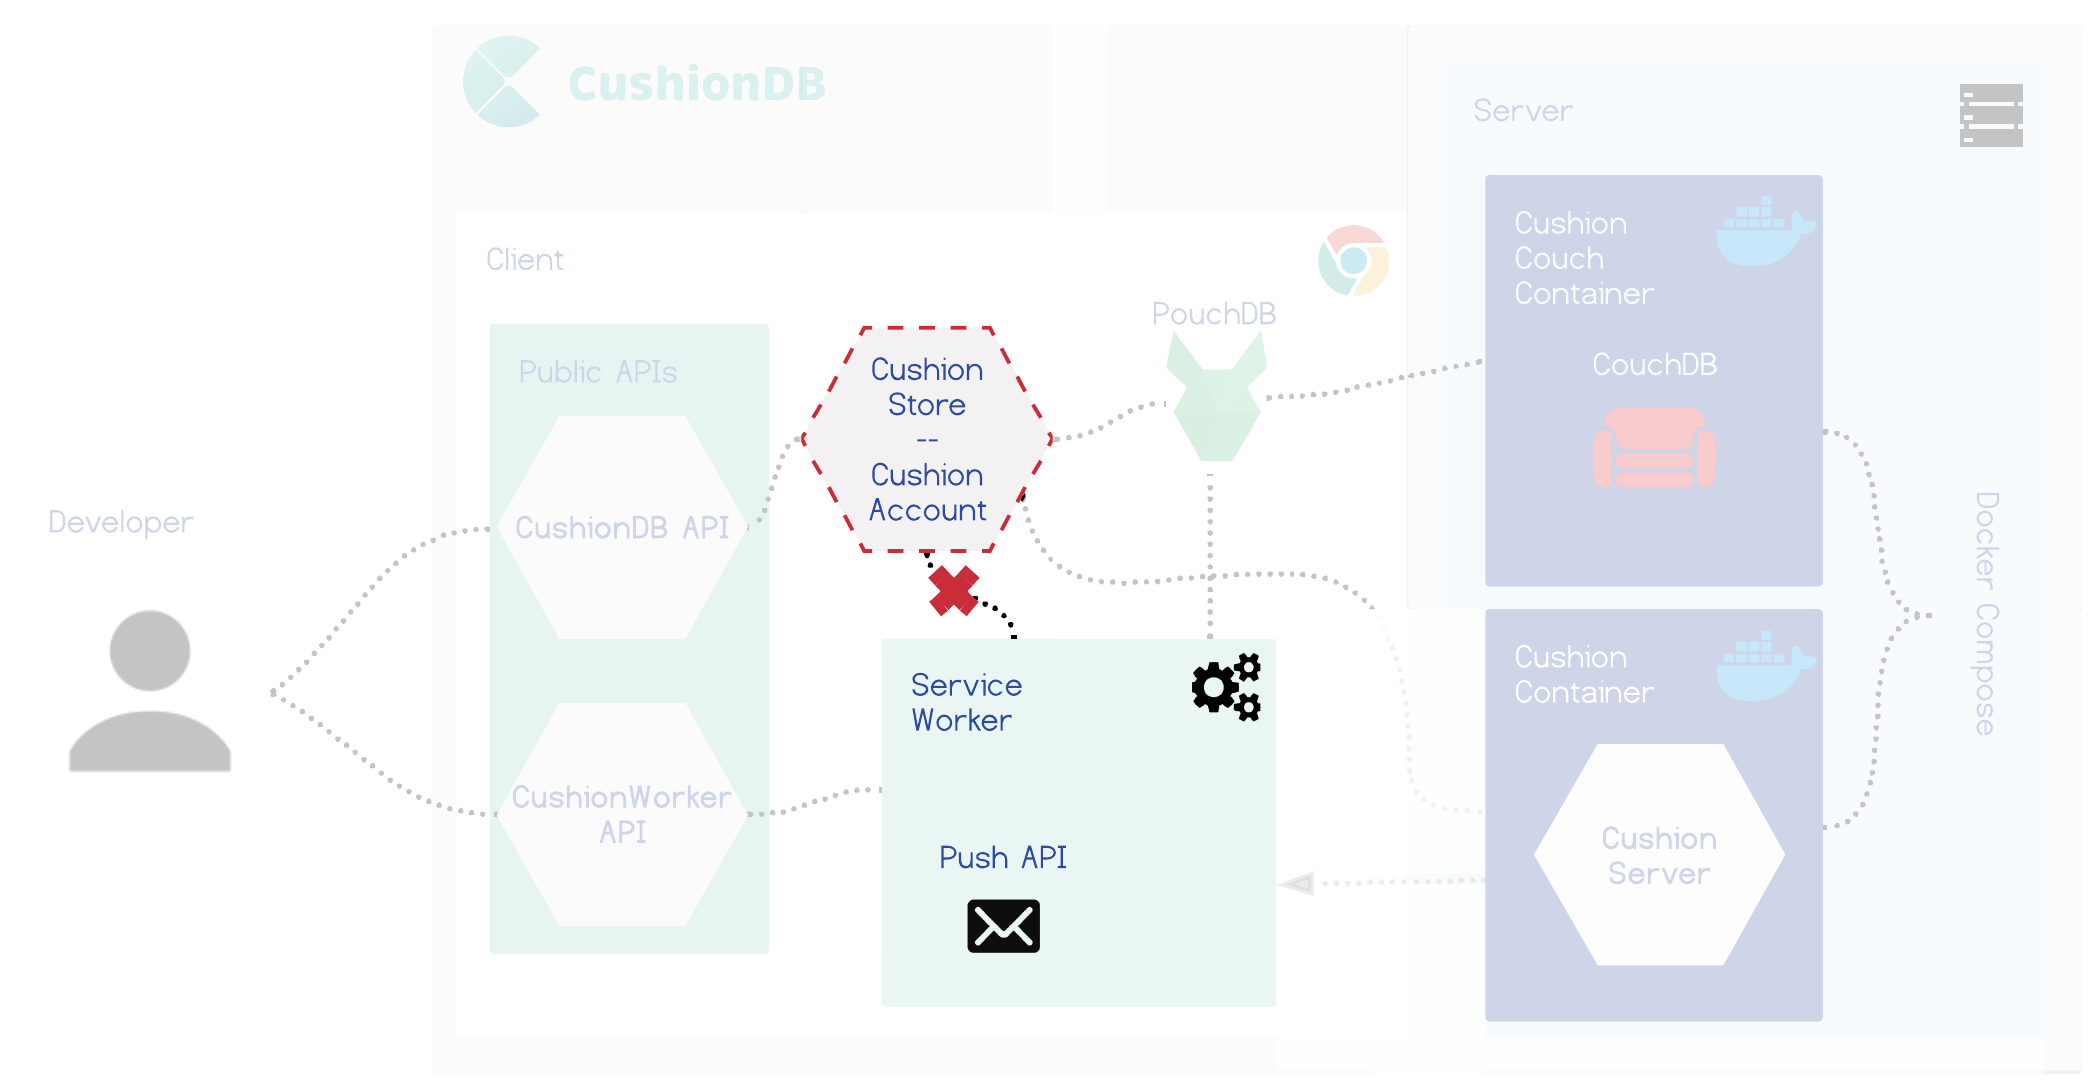 CushionDB
Server
Client
Cushion
Couch
Container
CouchDB
PouchDB
Public APIs
Cushion
Store
--
Cushion
Account
CushionDB API
Developer
Docker Compose
Service
Worker
Cushion
Container
CushionWorker
API
Push API
Cushion
Server